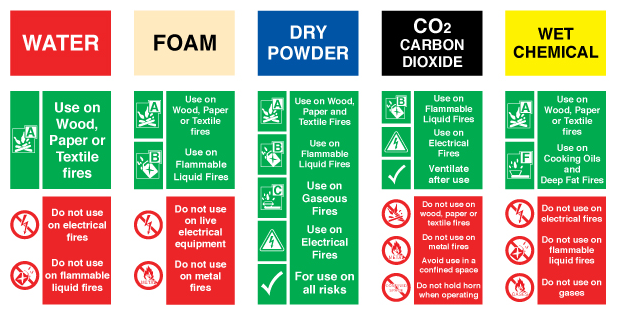 WATER
FOAM
DRY
POWDER
CO2
CARBON
DIOXIDE
WET
CHEMICAL
A
Use on
Wood,
Paper or
Textile
fires
Do not use
on electrical
fires
Do not use
on flammable
liquid fires
A
Use on
Wood, Paper
or Textile
fires
B
Use on
Flammable
Liquid Fires
Do not use
on live
electrical
equipment
Do not use
on metal
fires
A
Use on Wood,
Paper and
Textile Fires
B
Use on
Flammable
Liquid Fires
C
Use on
Gaseous
Fires
Use on
Electrical
Fires
For use on
all risks
B
Use on
Flammable
Liquid Fires
Use on
Electrical
Fires
Ventilate
after use
Do not use on
wood, paper or
textile fires
Do not use on
metal fires
Avoid use in a
confined space
Do not hold horn
when operating
A
Use on
Wood, Paper
or Textile
fires
F
Use on
Cooking Oils
and
Deep Fat Fires
Do not use on
electrical fires
Do not use on
flammable
liquid fires
Do not use on
gases